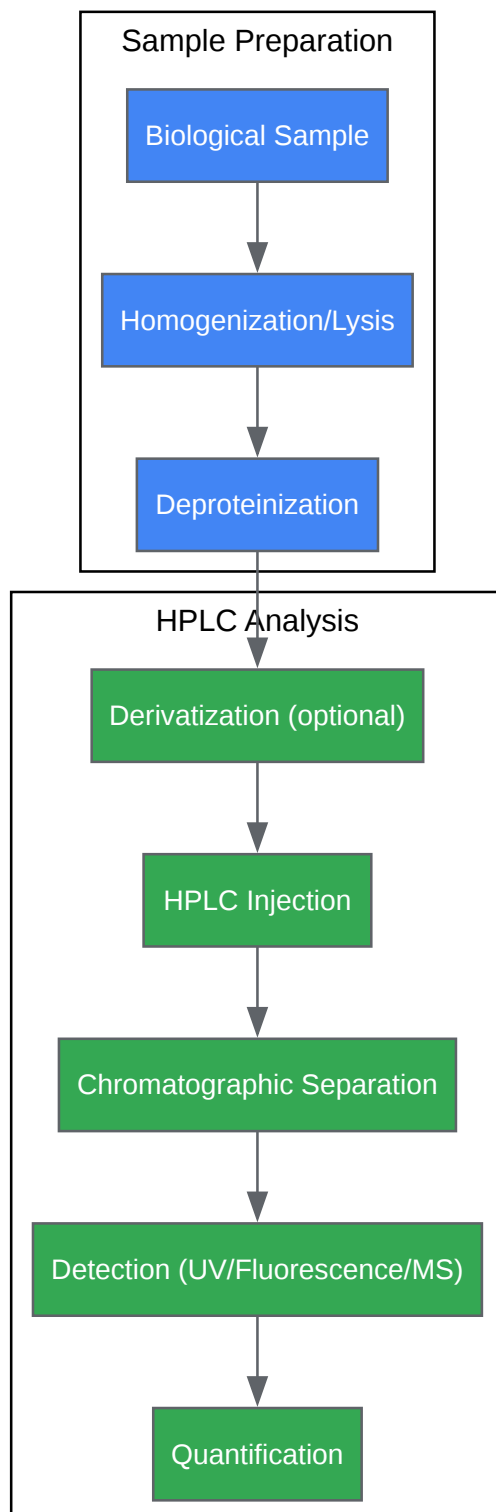 Sample Preparation
Biological Sample
Homogenization/Lysis
Deproteinization
HPLC Analysis
Derivatization (optional)
HPLC Injection
Chromatographic Separation
Detection (UV/Fluorescence/MS)
Quantification